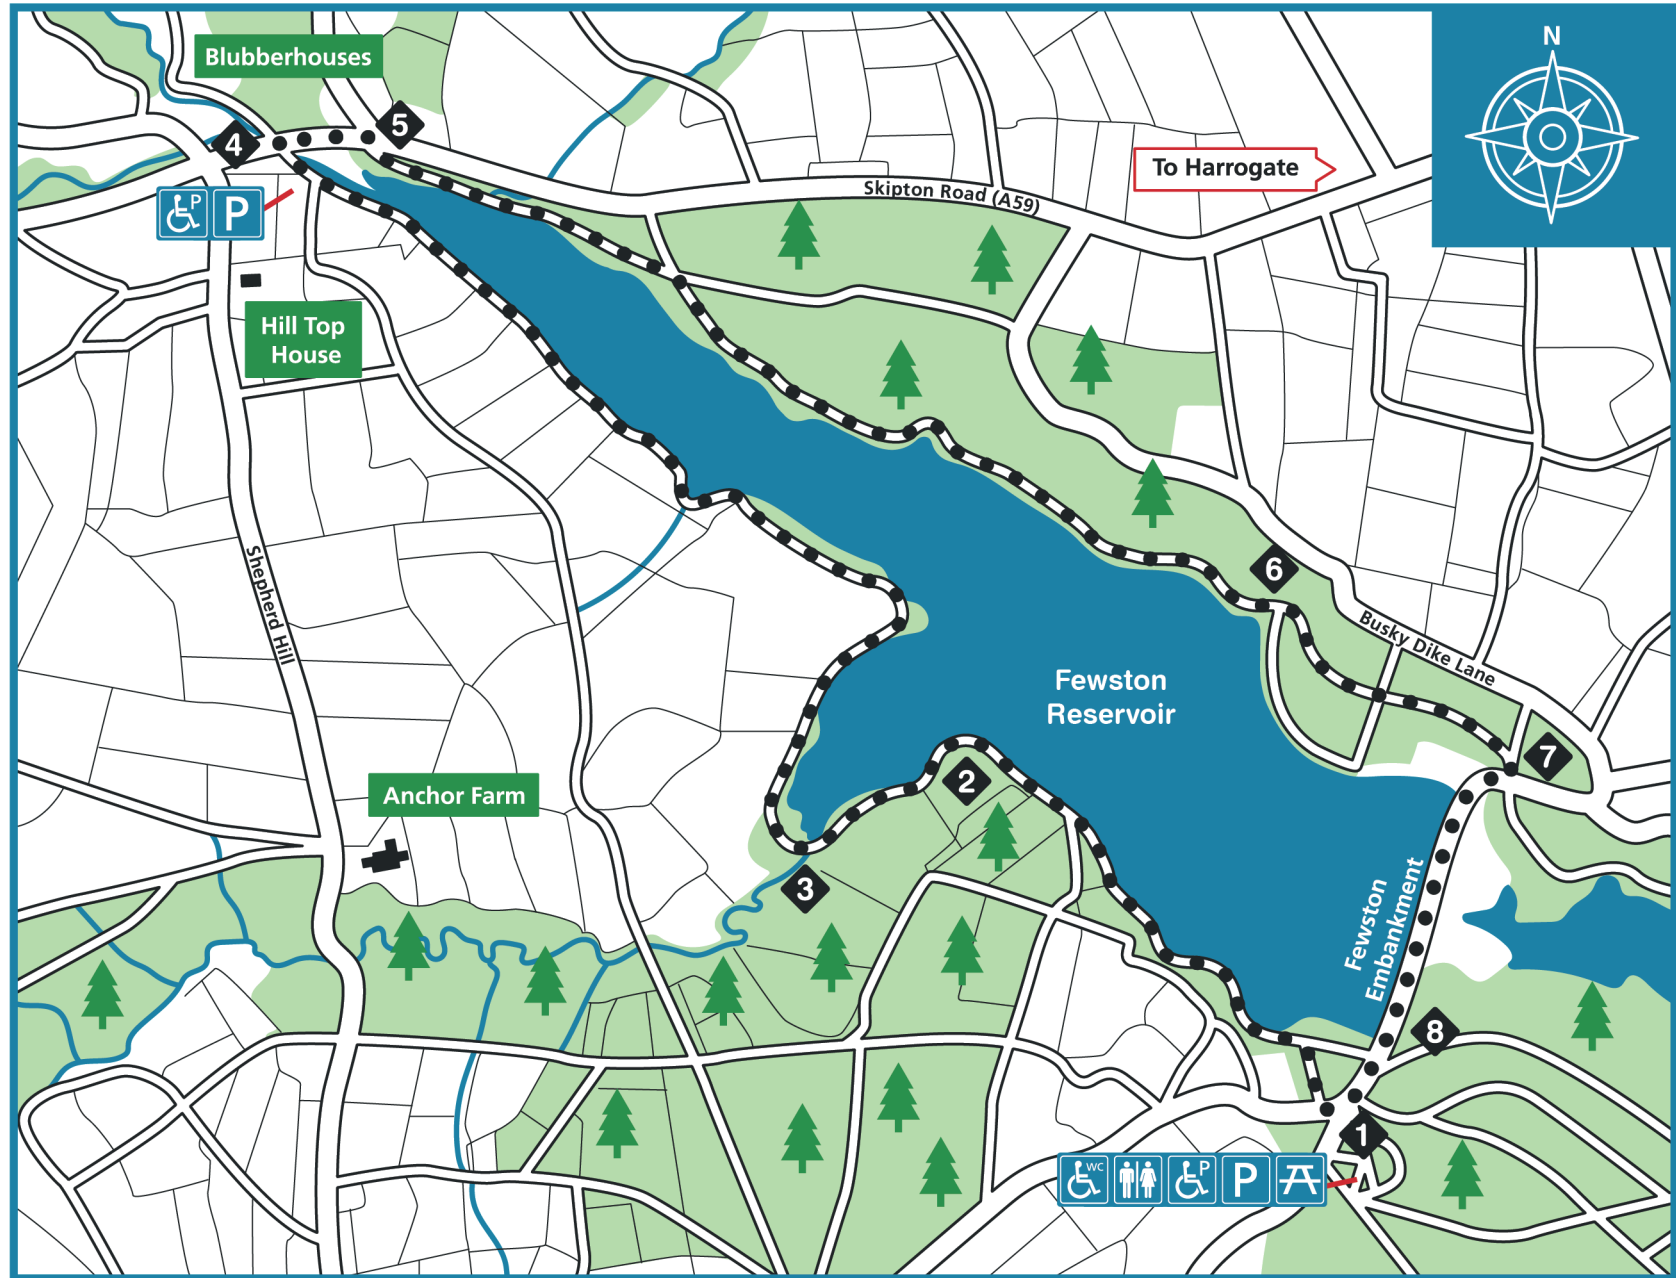 N
Blubberhouses
5
4
To Harrogate
Skipton Road (A59)
P
P
Hill Top
House
Shepherd Hill
6
Busky Dike Lane
Fewston
Reservoir
7
2
Anchor Farm
3
Fewston
Embankment
8
1
WC
P
P